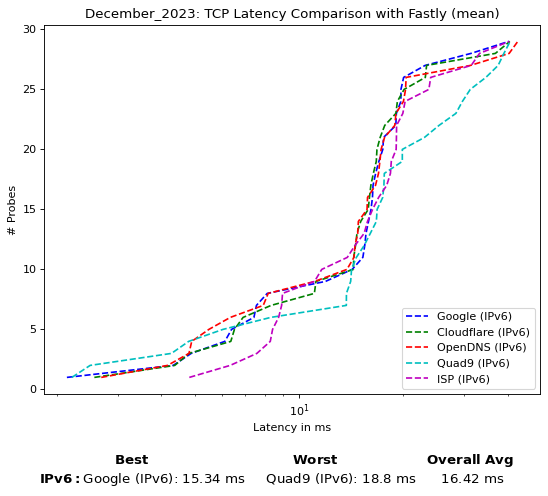 December_2023: TCP Latency Comparison with Fastly (mean)
30
25
20
15
10
5
0
# Probes
Google (IPv6)
Cloudflare (IPv6)
OpenDNS (IPv6)
Quad9 (IPv6)
ISP (IPv6)
10^1
Latency in ms
Best Worst Overall Avg
IPv6: Google (IPv6): 15.34 ms Quad9 (IPv6): 18.8 ms 16.42 ms